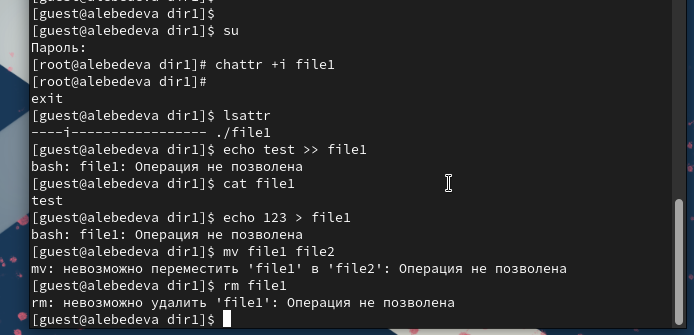 [guest@alebedeva dir1]$
[guest@alebedeva dir1]$
[guest@alebedeva dir1]$ su
Пароль:
[root@alebedeva dir1]# chattr +i file1
[root@alebedeva dir1]#
exit
[guest@alebedeva dir1]$ lsattr
----i----------------- ./file1
[guest@alebedeva dir1]$ echo test >> file1
bash: file1: Операция не позволена
[guest@alebedeva dir1]$ cat file1
test
[guest@alebedeva dir1]$ echo 123 > file1
bash: file1: Операция не позволена
[guest@alebedeva dir1]$ mv file1 file2
mv: невозможно переместить 'file1' в 'file2': Операция не позволена
[guest@alebedeva dir1]$ rm file1
rm: невозможно удалить 'file1': Операция не позволена
[guest@alebedeva dir1]$